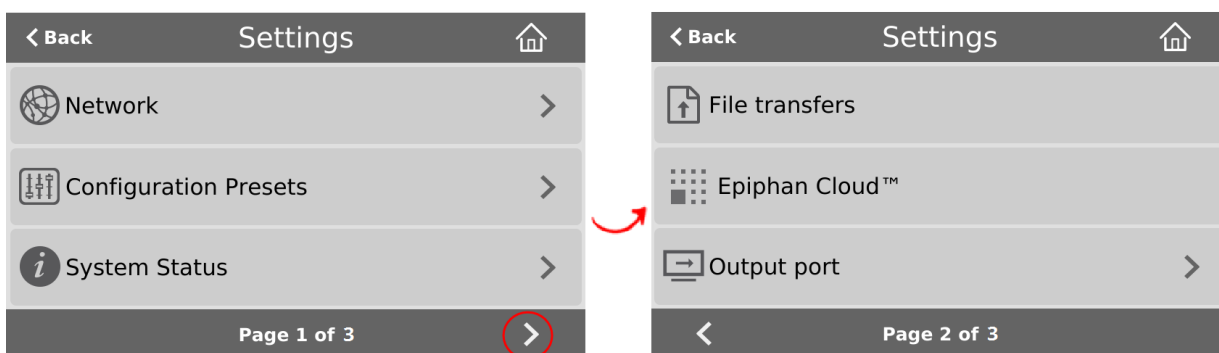 Back Settings
Network
Configuration Presets
System Status
Page 1 of 3
Back Settings
File transfers
Epiphan Cloud™
Output port
Page 2 of 3